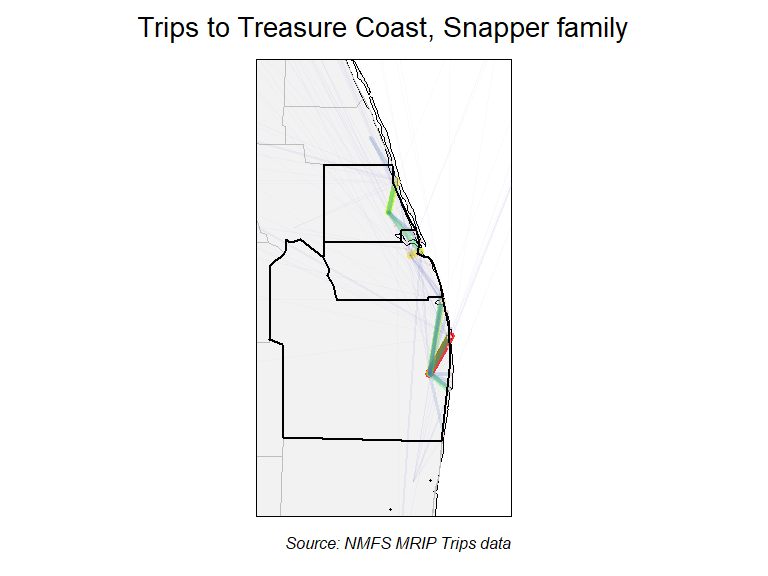 Trips to Treasure Coast, Snapper family
Source: NMFS MRIP Trips data